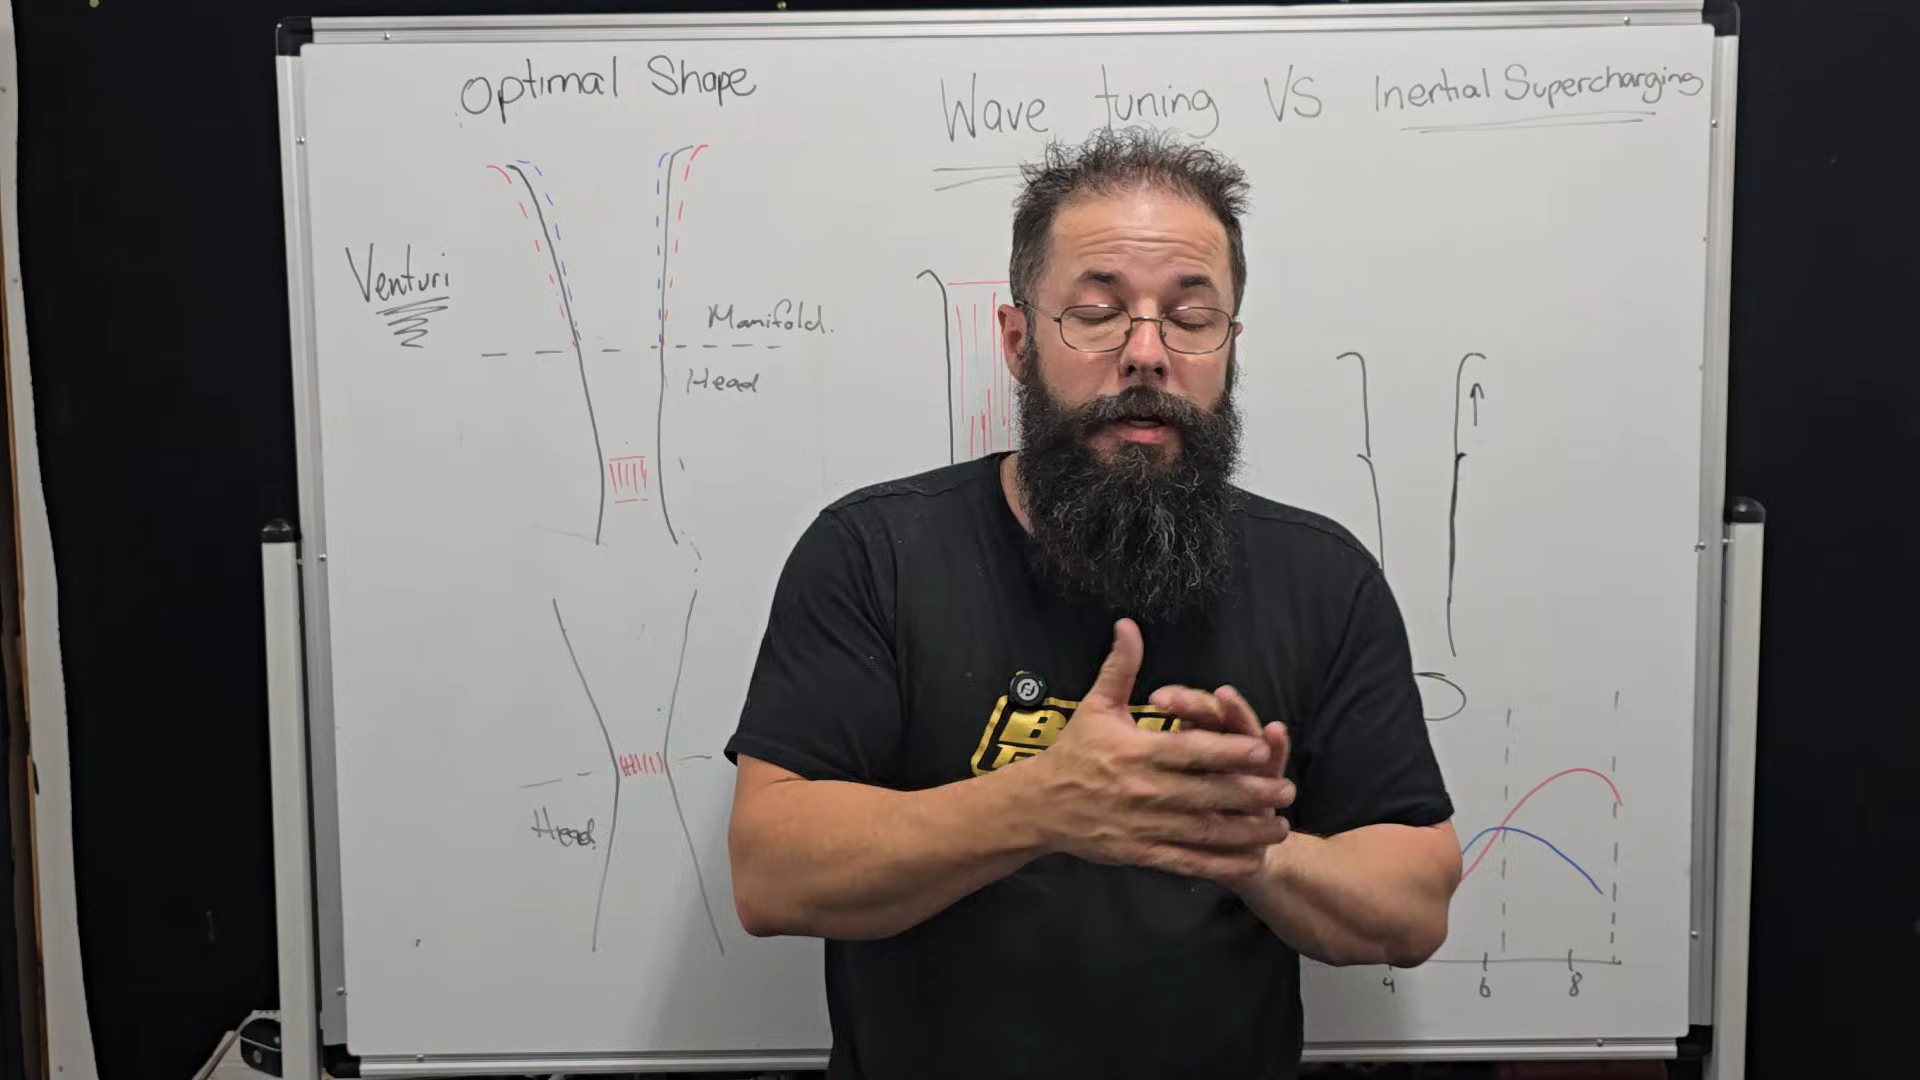 Optimal Shape
Wave tuning VS Inertial Supercharging
Venturi
Manifold.
Head
Head
4 6 8